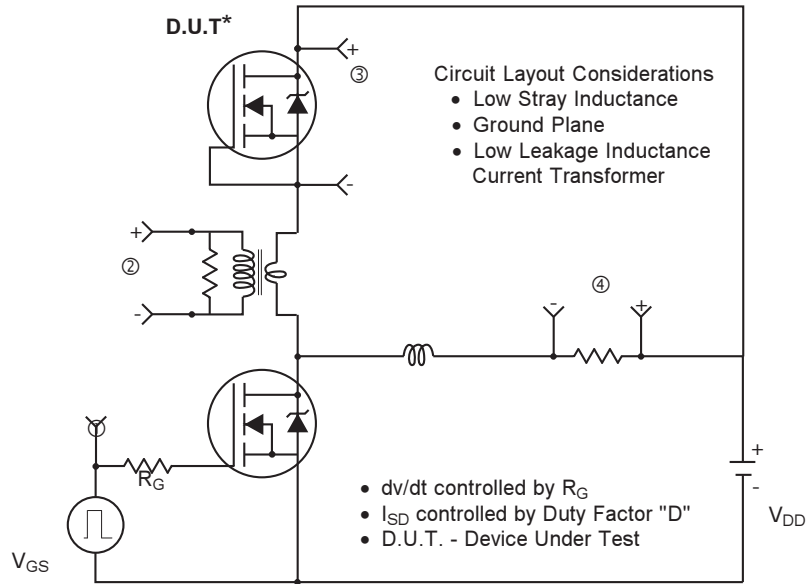 D.U.T*
+
③
Circuit Layout Considerations
• Low Stray Inductance
• Ground Plane
• Low Leakage Inductance
Current Transformer
-
+
②
-
④
-
+
R_G
+
-
V_DD
• dv/dt controlled by R_G
• I_SD controlled by Duty Factor "D"
• D.U.T. - Device Under Test
V_GS